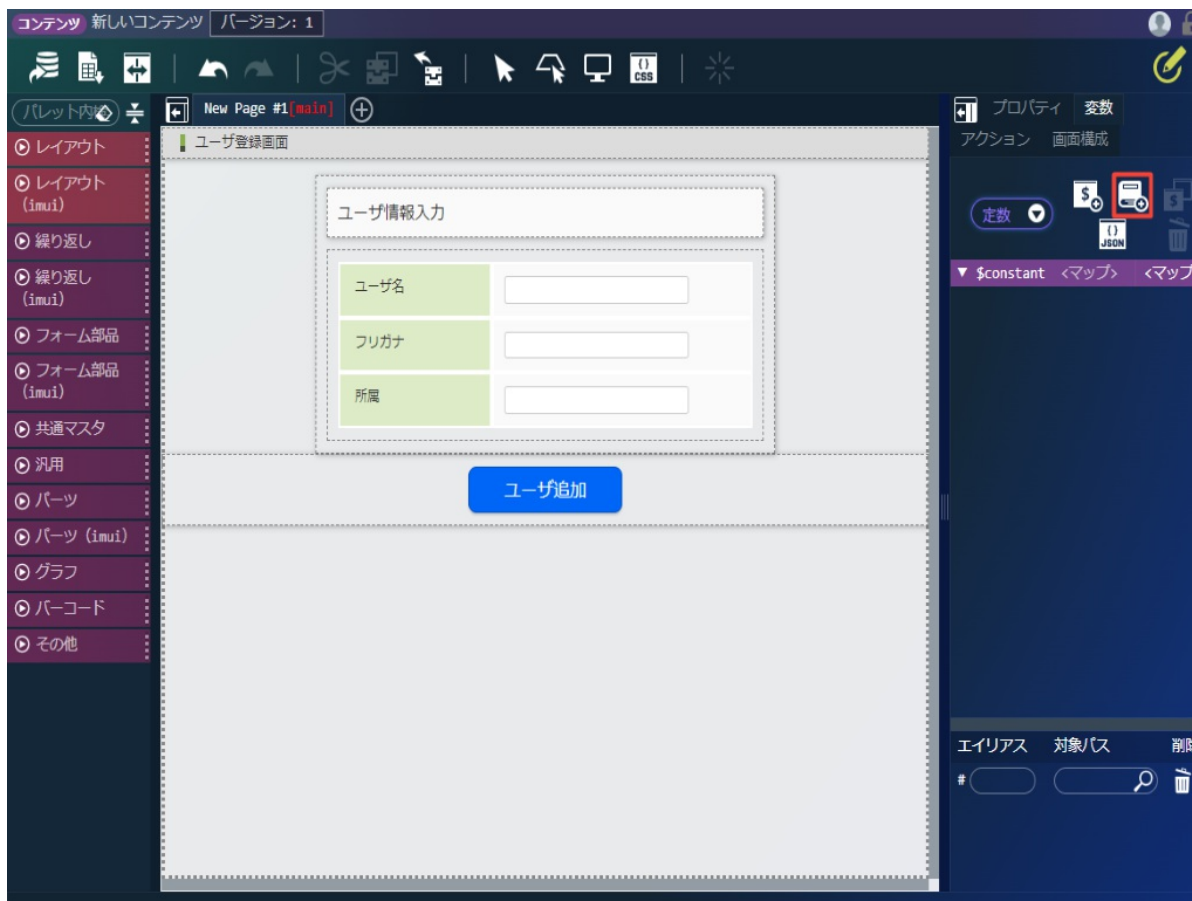 コンテンツ 新しいコンテンツ バージョン: 1
{} CSS
パレット内検
New Page #1[main]
プロパティ 変数
アクション 画面構成
レイアウト
レイアウト
(imui)
繰り返し
繰り返し
(imui)
フォーム部品
フォーム部品
(imui)
共通マスタ
汎用
パーツ
パーツ (imui)
グラフ
バーコード
その他
ユーザ登録画面
ユーザ情報入力
ユーザ名
フリガナ
所属
ユーザ追加
定数
$
$
{} JSON
▼ $constant <マップ> <マップ
エイリアス 対象パス 削除
#